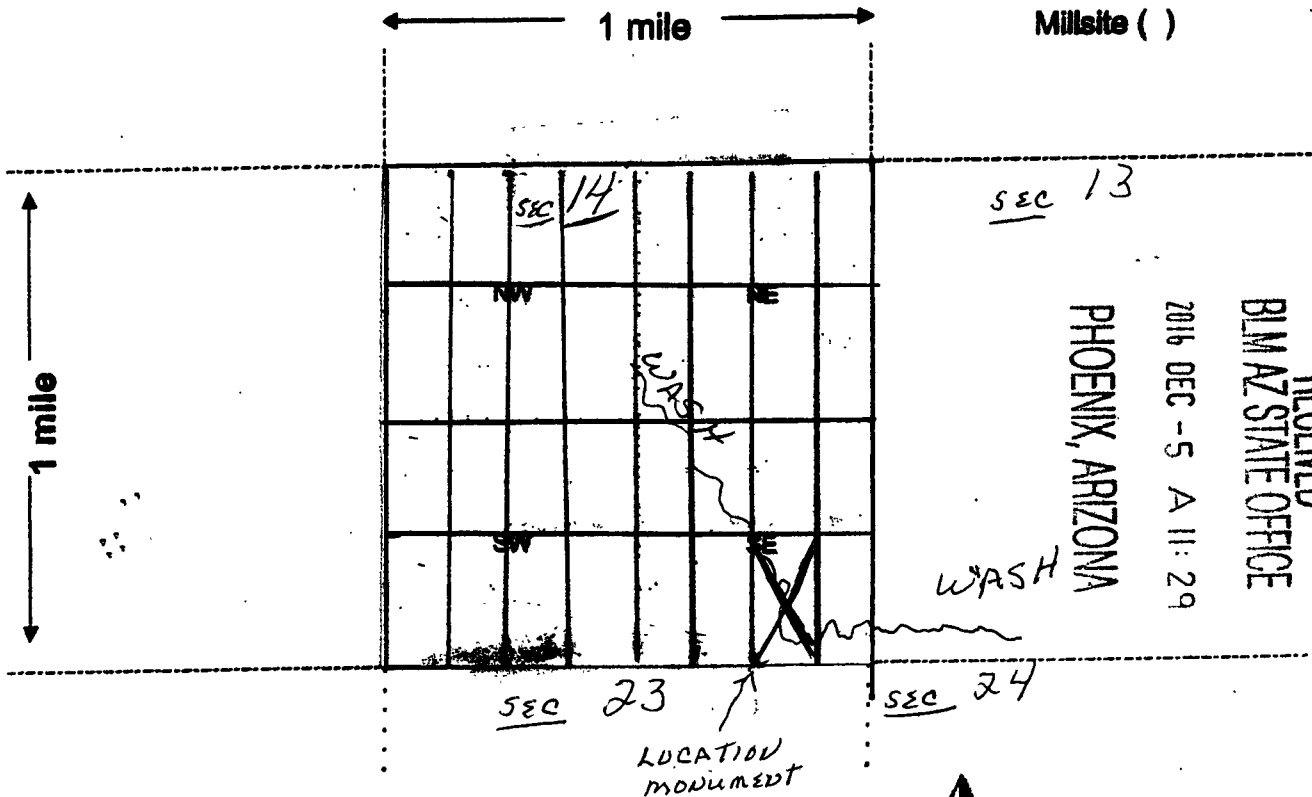 1 mile
Millsite ( )
SEC 14
SEC 13
NW
NE
1 mile
WASH
SW
SE
WASH
SEC 23
SEC 24
LOCATION
MONUMENT
RECEIVED
BLM AZ STATE OFFICE
2016 DEC -5 A 11: 29
PHOENIX, ARIZONA